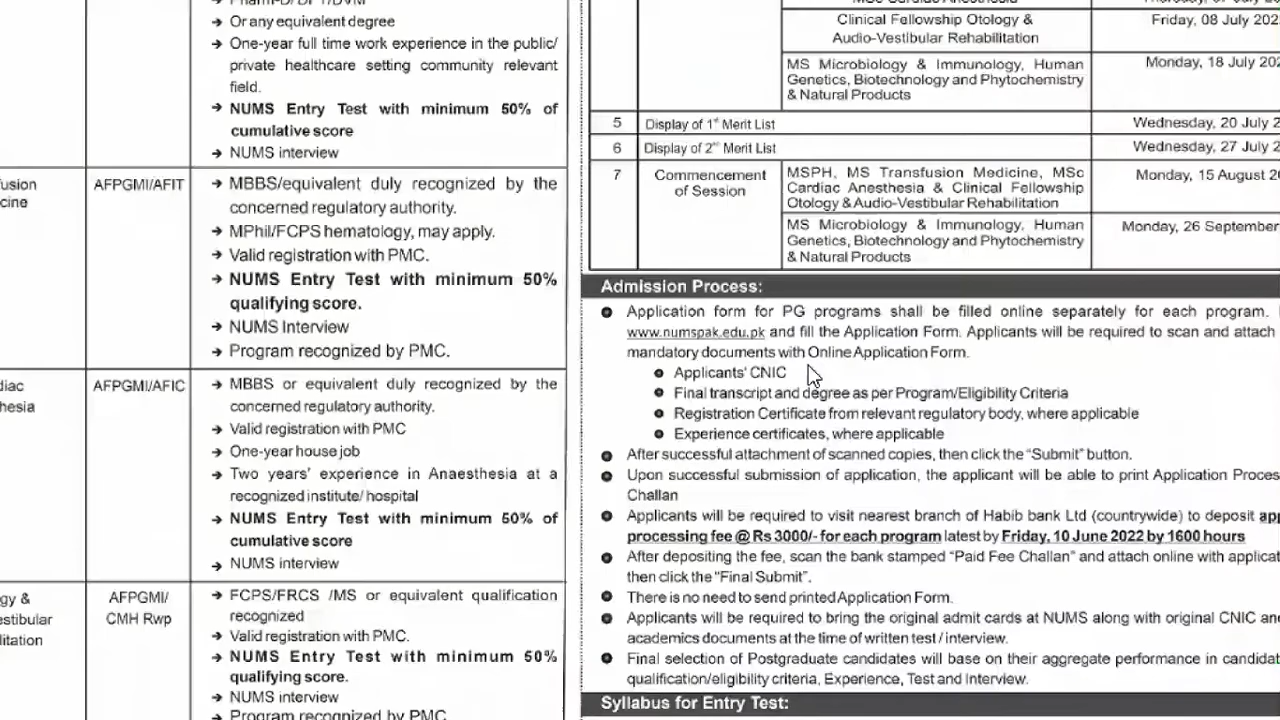 Or any equivalent degree
One-year full time work experience in the public/
private healthcare setting community relevant
field.
NUMS Entry Test with minimum 50% of
cumulative score
NUMS interview
fusion
cine
AFPGMI/AFIT
MBBS/equivalent duly recognized by the
concerned regulatory authority.
MPhil/FCPS hematology, may apply.
Valid registration with PMC.
NUMS Entry Test with minimum 50%
qualifying score.
NUMS Interview
Program recognized by PMC.
diac
hesia
AFPGMI/AFIC
MBBS or equivalent duly recognized by the
concerned regulatory authority.
Valid registration with PMC
One-year house job
Two years' experience in Anaesthesia at a
recognized institute/ hospital
NUMS Entry Test with minimum 50% of
cumulative score
NUMS interview
gy &
estibular
litation
AFPGMI/
CMH Rwp
FCPS/FRCS /MS or equivalent qualification
recognized
Valid registration with PMC.
NUMS Entry Test with minimum 50%
qualifying score.
NUMS interview
Program recognized by PMC
Clinical Fellowship Otology &
Audio-Vestibular Rehabilitation
Friday, 08 July 202
MS Microbiology & Immunology, Human
Genetics, Biotechnology and Phytochemistry
& Natural Products
Monday, 18 July 202
5 Display of 1st Merit List Wednesday, 20 July 2
6 Display of 2nd Merit List Wednesday, 27 July 2
7 Commencement
of Session
MSPH, MS Transfusion Medicine, MSc
Cardiac Anesthesia & Clinical Fellowship
Otology & Audio-Vestibular Rehabilitation
Monday, 15 August 20
MS Microbiology & Immunology, Human
Genetics, Biotechnology and Phytochemistry
& Natural Products
Monday, 26 September
Admission Process:
Application form for PG programs shall be filled online separately for each program.
www.numspak.edu.pk and fill the Application Form. Applicants will be required to scan and attach
mandatory documents with Online Application Form.
Applicants' CNIC
Final transcript and degree as per Program/Eligibility Criteria
Registration Certificate from relevant regulatory body, where applicable
Experience certificates, where applicable
After successful attachment of scanned copies, then click the "Submit" button.
Upon successful submission of application, the applicant will be able to print Application Proces
Challan
Applicants will be required to visit nearest branch of Habib bank Ltd (countrywide) to deposit app
processing fee @ Rs 3000/- for each program latest by Friday, 10 June 2022 by 1600 hours
After depositing the fee, scan the bank stamped "Paid Fee Challan" and attach online with applicat
then click the "Final Submit".
There is no need to send printed Application Form.
Applicants will be required to bring the original admit cards at NUMS along with original CNIC an
academics documents at the time of written test / interview.
Final selection of Postgraduate candidates will base on their aggregate performance in candidat
qualification/eligibility criteria, Experience, Test and Interview.
Syllabus for Entry Test: